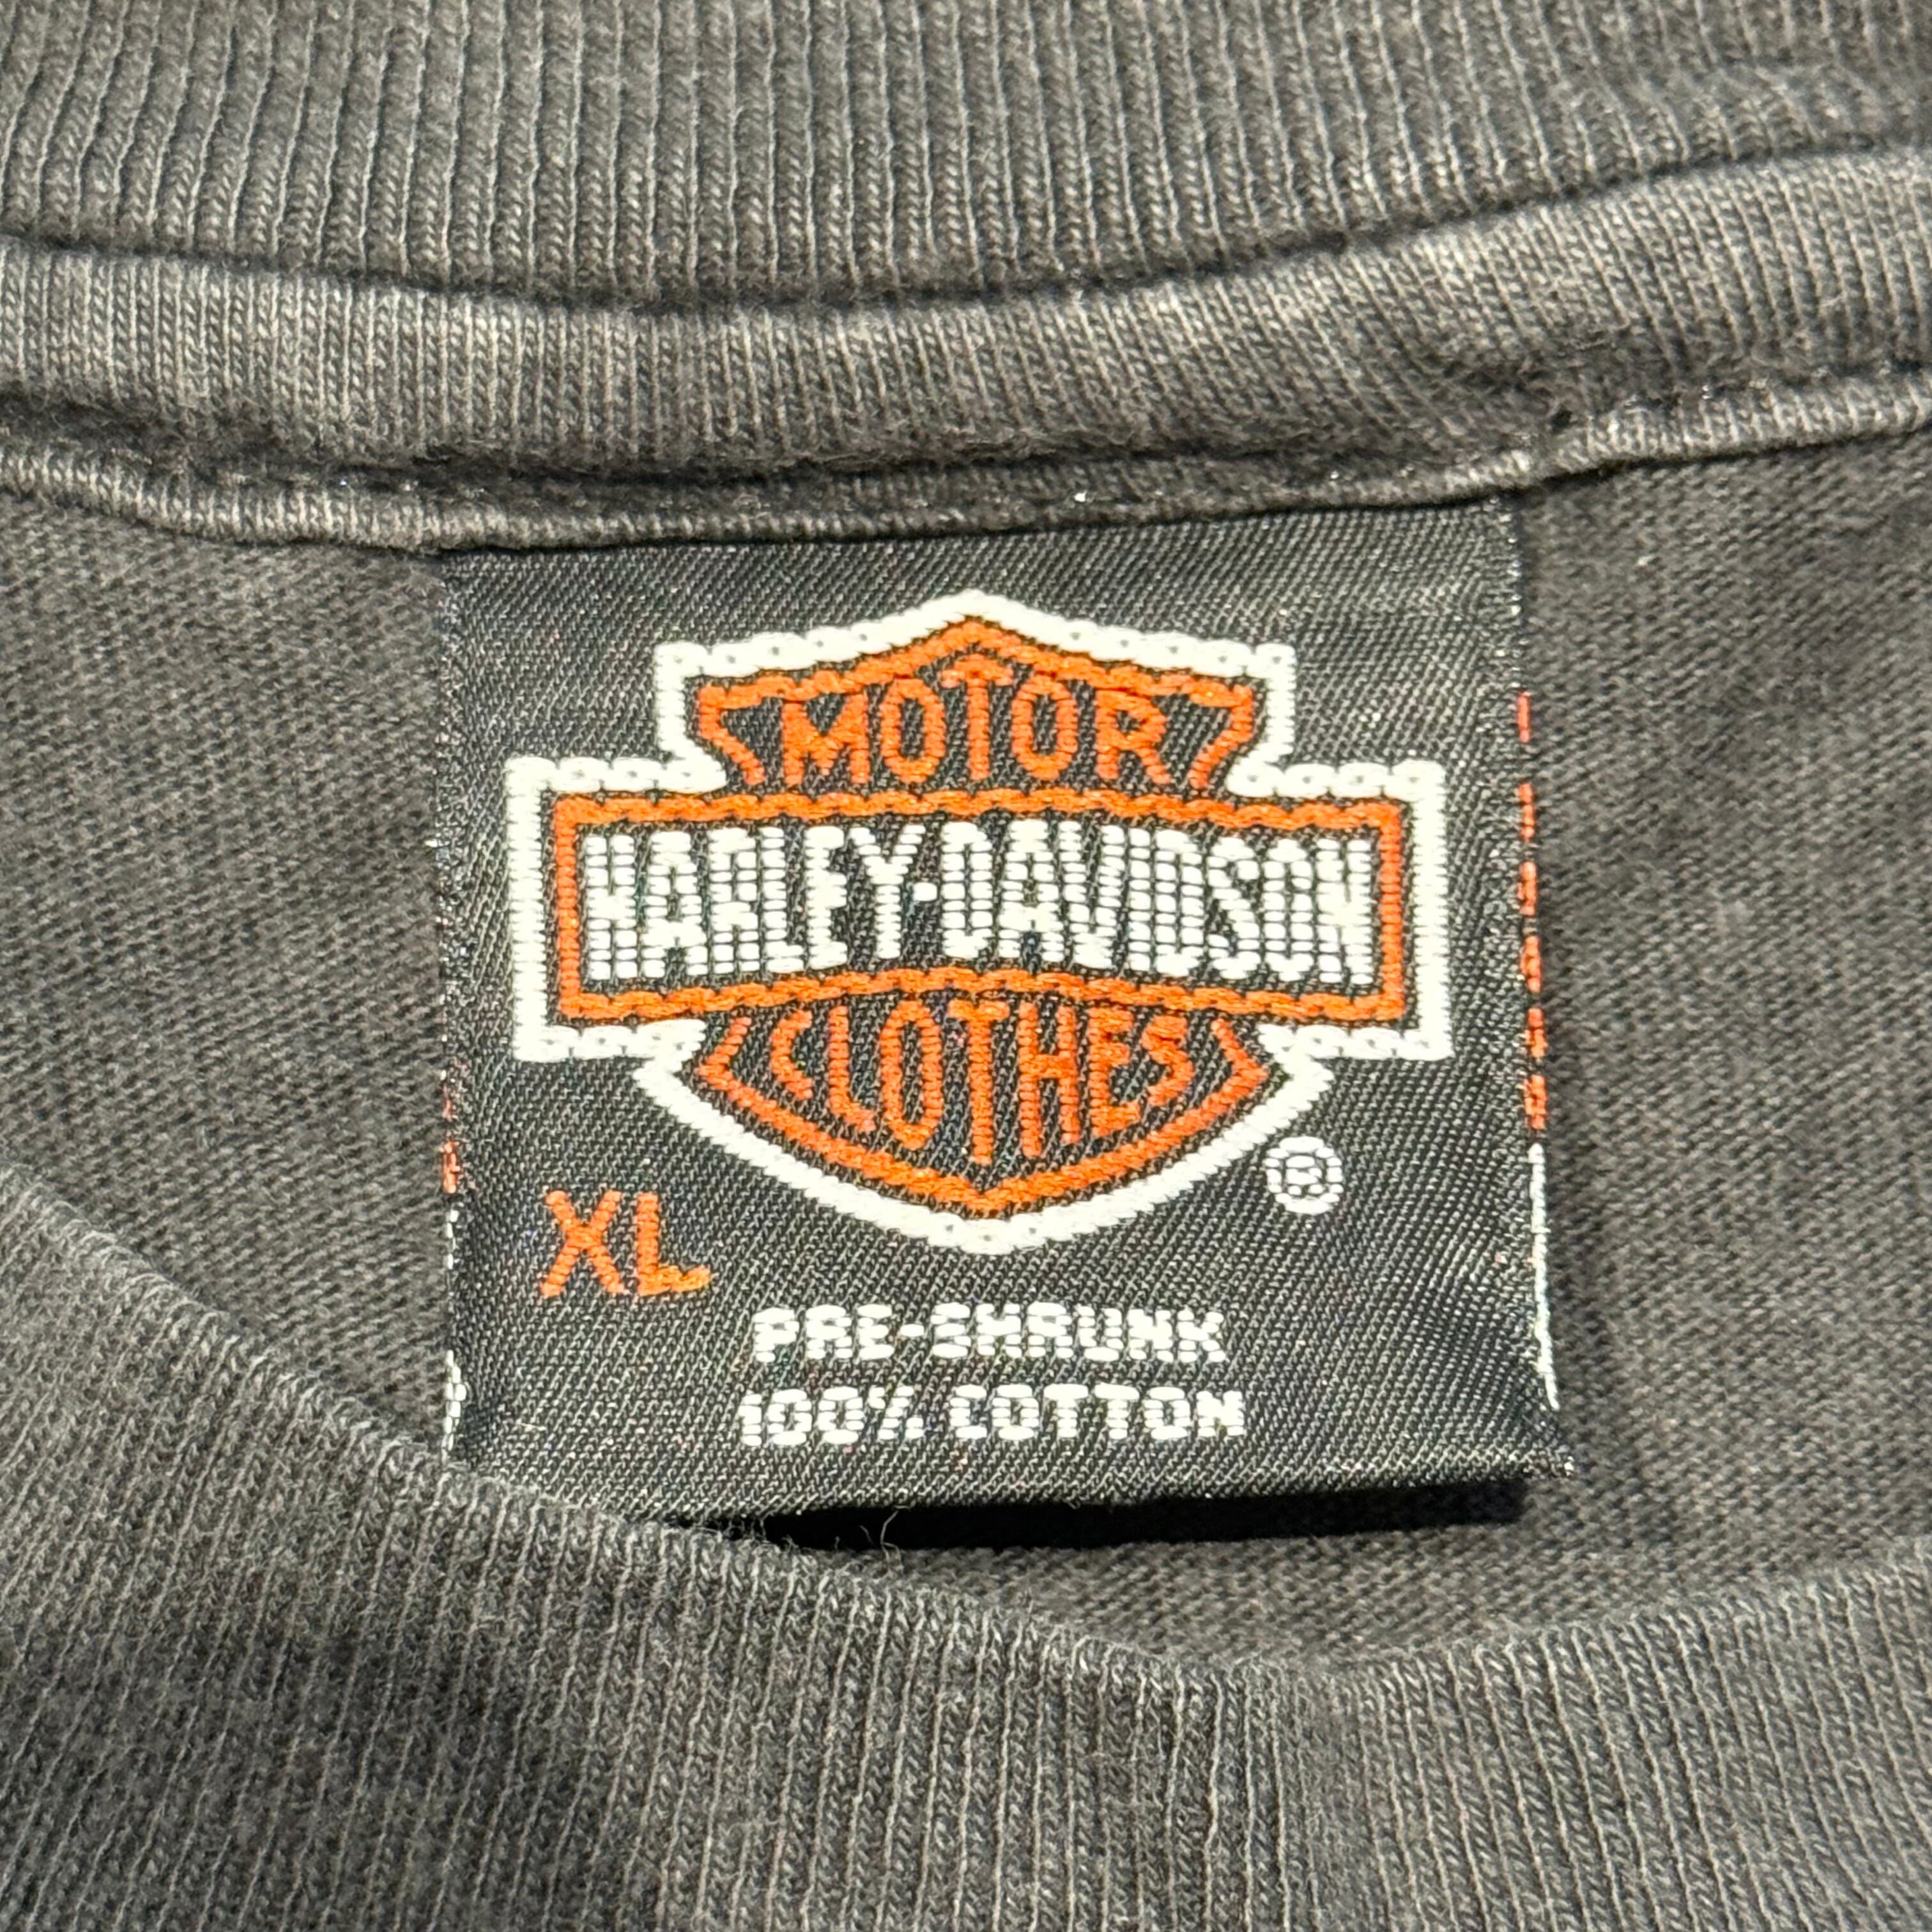 MOTOR
HARLEY-DAVIDSON
CLOTHES
®
XL
PRE-SHRUNK
100% COTTON